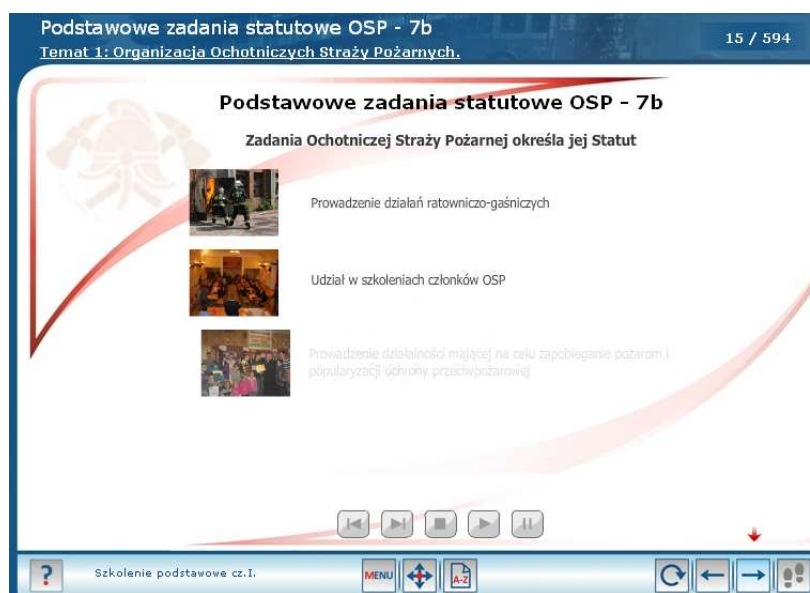 Podstawowe zadania statutowe OSP - 7b
15 / 594
Temat 1: Organizacja Ochotniczych Straży Pożarnych.
Podstawowe zadania statutowe OSP - 7b
Zadania Ochotniczej Straży Pożarnej określa jej Statut
Prowadzenie działań ratowniczo-gaśniczych
Udział w szkoleniach członków OSP
Prowadzenie działalności mającej na celu zapobieganie pożarom i
popularyzacji ochrony przeciwpożarowej
?
Szkolenie podstawowe cz.I.
MENU
A-Z